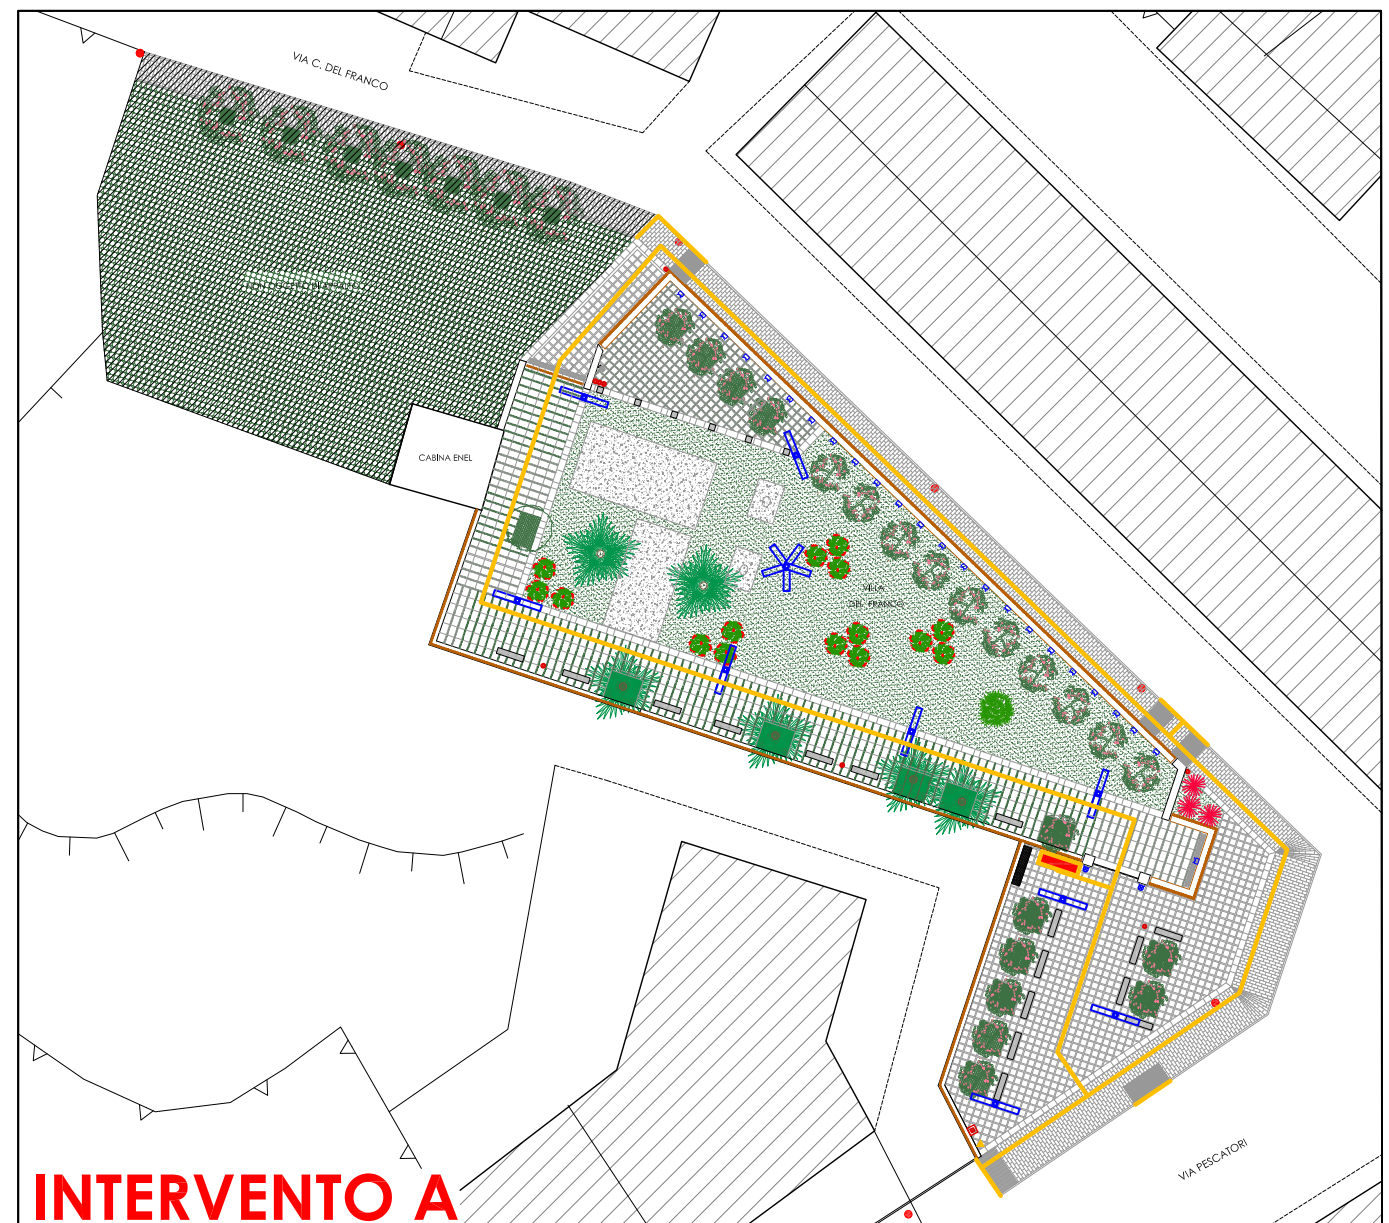 VIA C. DEL FRANCO
CABINA ENEL
VILLA
DEL FRANCO
VIA PESCATORI
INTERVENTO A